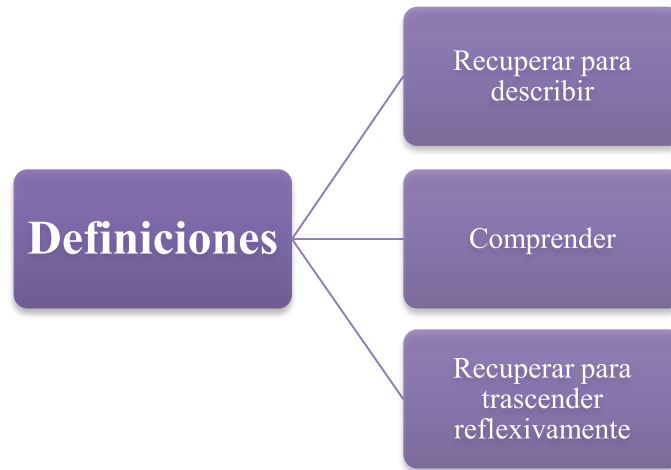 Definiciones
Recuperar para
describir
Comprender
Recuperar para
trascender
reflexivamente